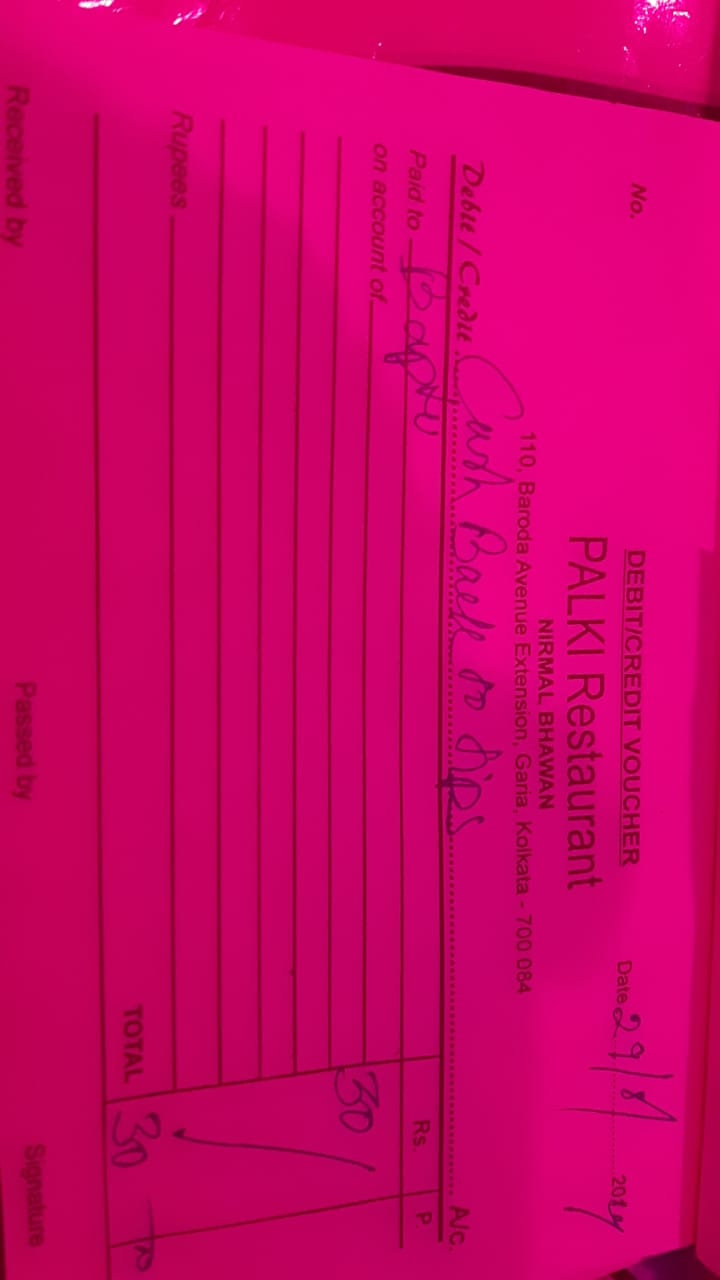 DEBIT/CREDIT VOUCHER
No. Date 29/8/ 2024
PALKI Restaurant
NIRMAL BHAWAN
110, Baroda Avenue Extension, Garia, Kolkata - 700 084
Debit / Credit Cash Back to tips A/c.
Paid to Bapto Rs. P
on account of
30
Rupees
TOTAL 30
Received by Passed by Signature